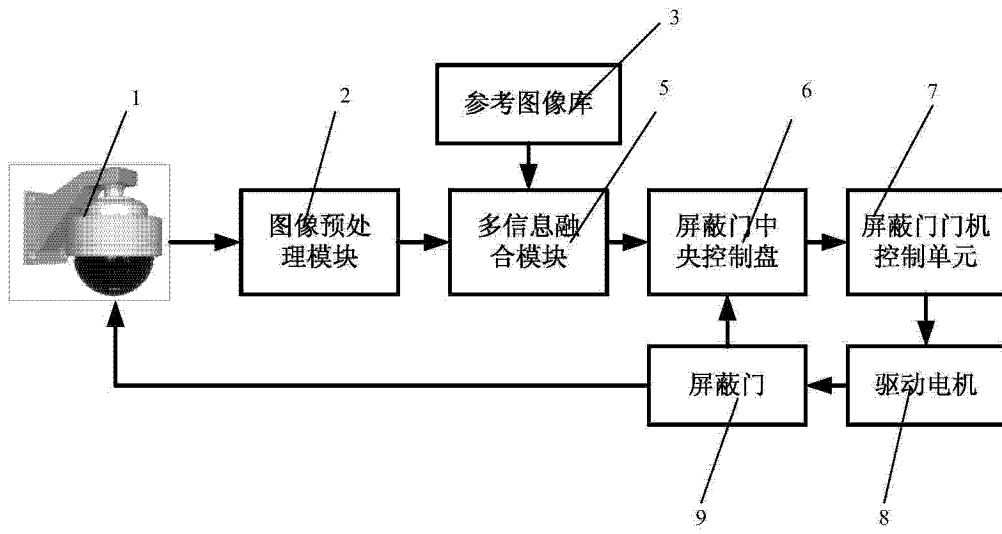 3
参考图像库
1
2
5
6
7
图像预处
理模块
多信息融
合模块
屏蔽门中
央控制盘
屏蔽门门机
控制单元
屏蔽门
驱动电机
9
8